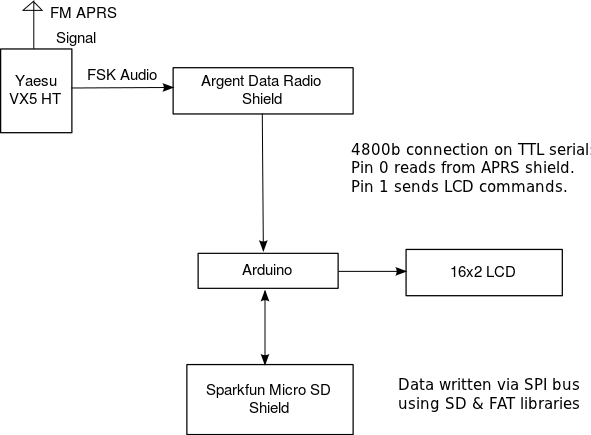 FM APRS
Signal
Yaesu
VX5 HT
FSK Audio
Argent Data Radio
Shield
4800b connection on TTL serial
Pin 0 reads from APRS shield.
Pin 1 sends LCD commands.
Arduino
16x2 LCD
Sparkfun Micro SD
Shield
Data written via SPI bus
using SD & FAT libraries